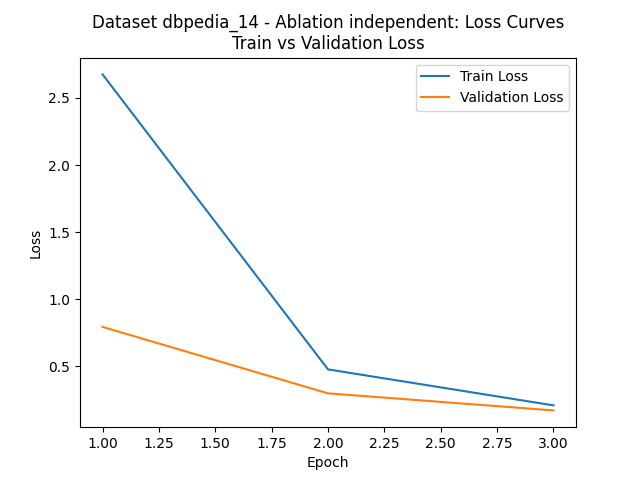 Dataset dbpedia_14 - Ablation independent: Loss Curves
Train vs Validation Loss
Train Loss
Validation Loss
Loss
2.5
2.0
1.5
1.0
0.5
1.00 1.25 1.50 1.75 2.00 2.25 2.50 2.75 3.00
Epoch